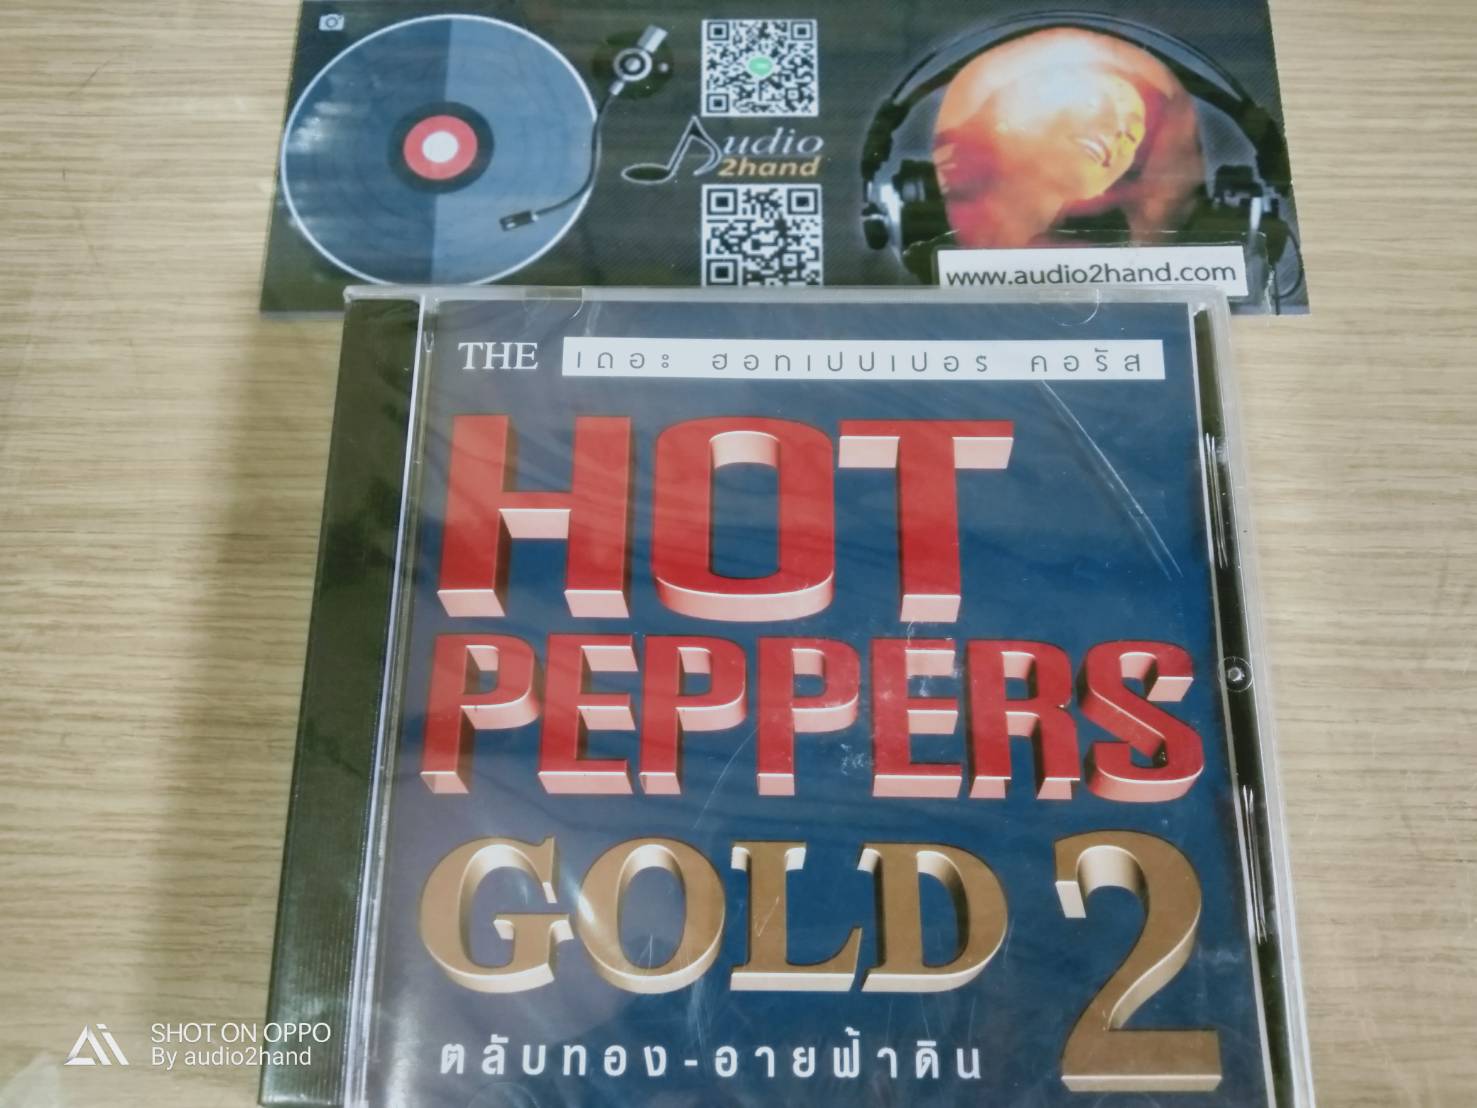 Audio
2hand
www.audio2hand.com
THE เดอะ ฮอทเปปเปอร คอรัส
HOT
PEPPERS
GOLD 2
ตลับทอง-อายฟ้าดิน
SHOT ON OPPO
By audio2hand